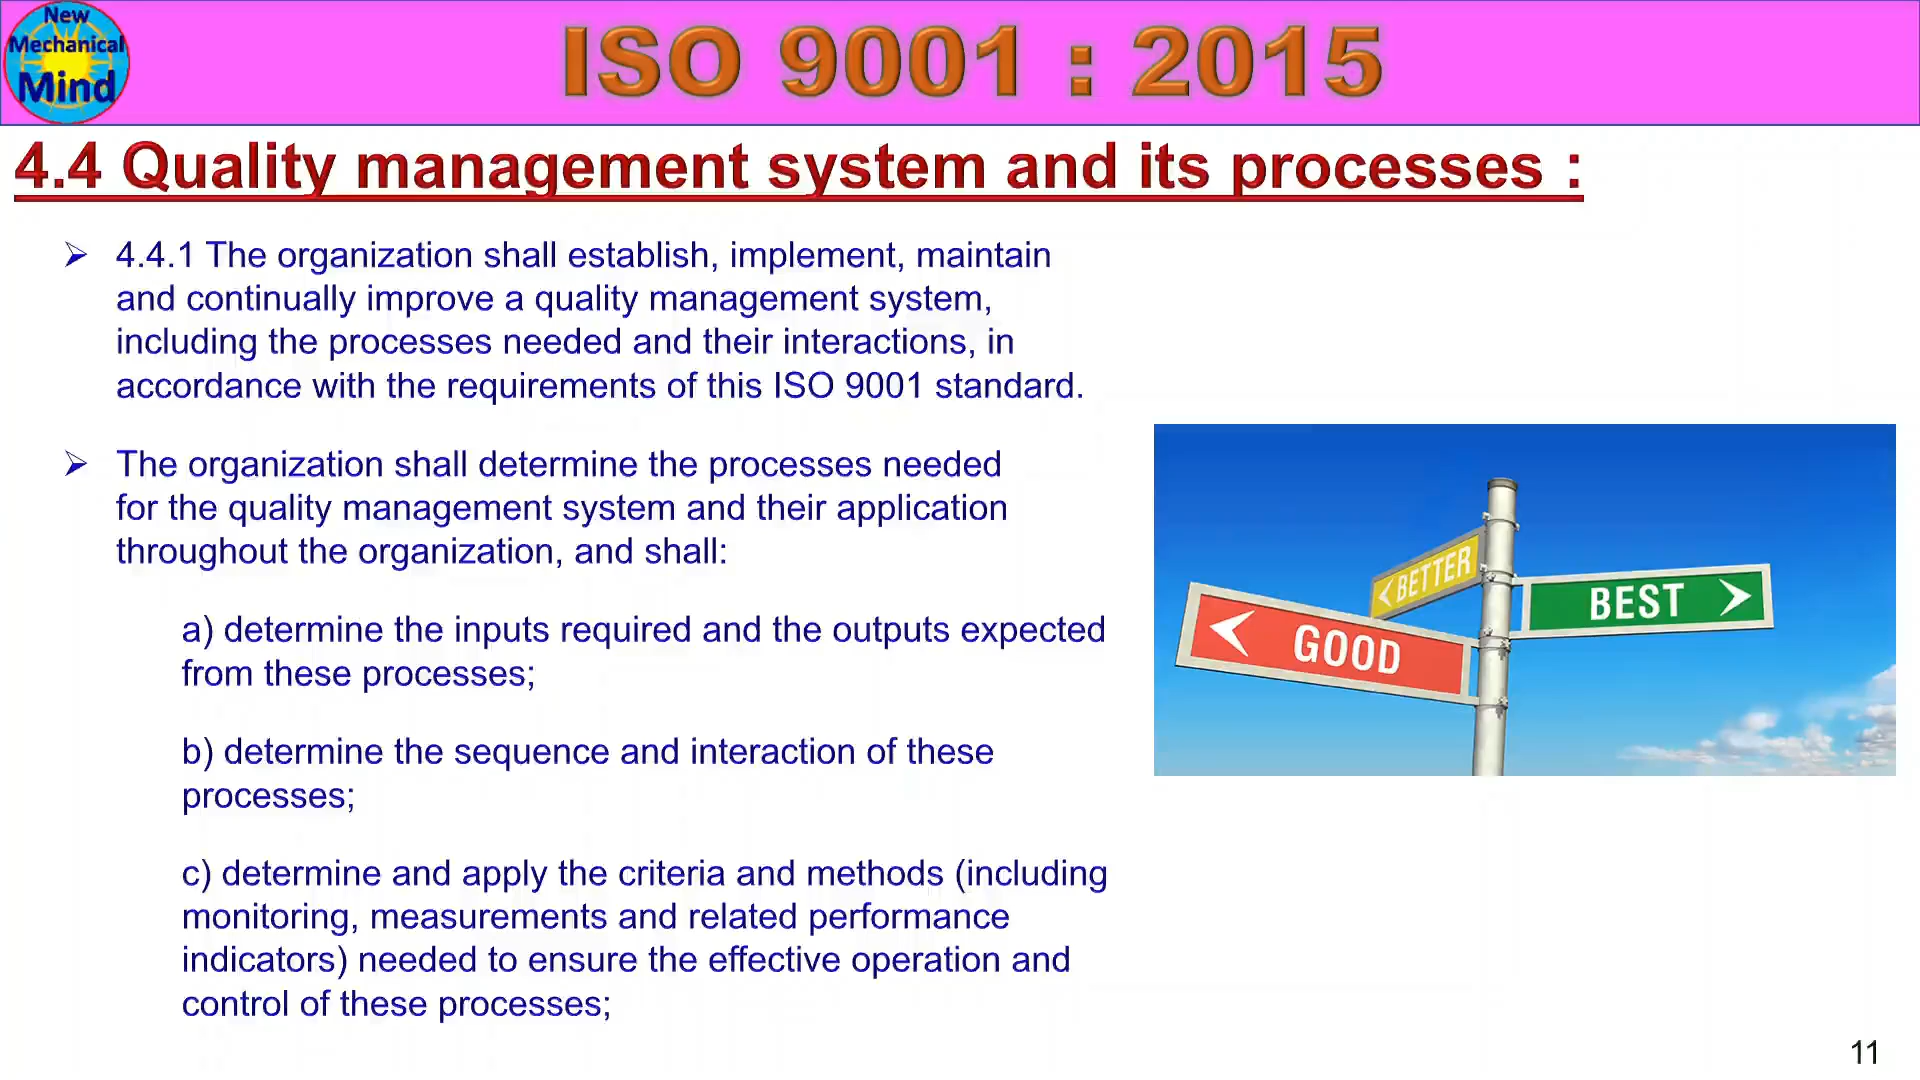 New
Mechanical
Mind
ISO 9001 : 2015
4.4 Quality management system and its processes :
4.4.1 The organization shall establish, implement, maintain
and continually improve a quality management system,
including the processes needed and their interactions, in
accordance with the requirements of this ISO 9001 standard.
The organization shall determine the processes needed
for the quality management system and their application
throughout the organization, and shall:
a) determine the inputs required and the outputs expected
from these processes;
b) determine the sequence and interaction of these
processes;
c) determine and apply the criteria and methods (including
monitoring, measurements and related performance
indicators) needed to ensure the effective operation and
control of these processes;
BETTER
BEST
GOOD
11